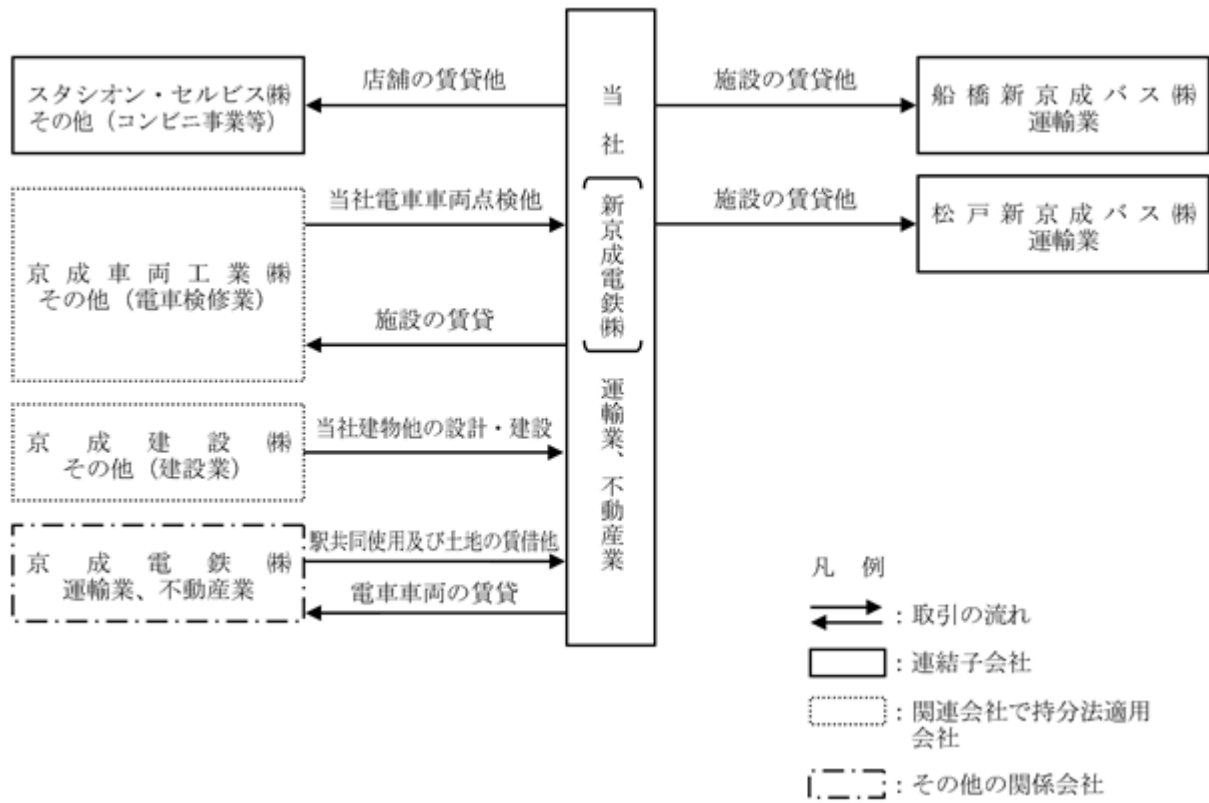 スタシオン・セルビス㈱
その他（コンビニ事業等）
店舗の賃貸他
京成車両工業㈱
その他（電車検修業）
当社電車車両点検他
施設の賃貸
京成建設㈱
その他（建設業）
当社建物他の設計・建設
京成電鉄㈱
運輸業、不動産業
駅共同使用及び土地の賃借他
電車車両の賃貸
当社
新京成電鉄㈱
運輸業、不動産業
施設の賃貸他
船橋新京成バス㈱
運輸業
施設の賃貸他
松戸新京成バス㈱
運輸業
凡例
：取引の流れ
：連結子会社
：関連会社で持分法適用
会社
：その他の関係会社